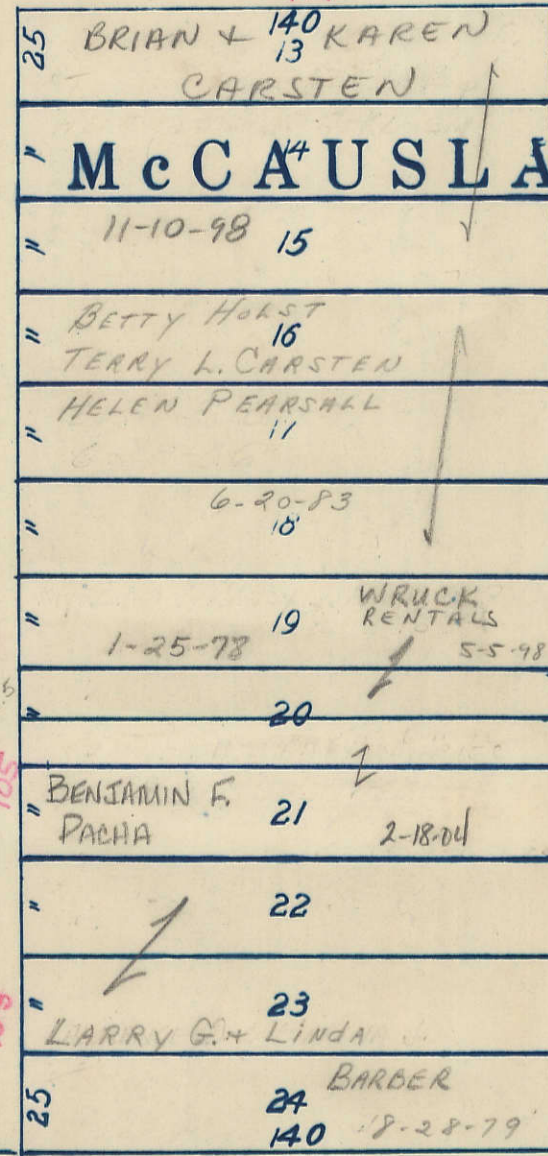 25 BRIAN & 140 KAREN
13
CARSTEN
" McCAUSLA
14
11-10-98 15
"
BETTY HOLST
" 16
TERRY L. CARSTEN
HELEN PEARSALL
" 17
6-20-83
" 18
WRUCK
" 19 RENTALS
1-25-78 5-5-98
" 20
BENJAMIN F.
" 21
PACHA 2-18-04
105
" 22
" 23
LARRY G. & LINDA
BARBER
25 24
140 8-28-79